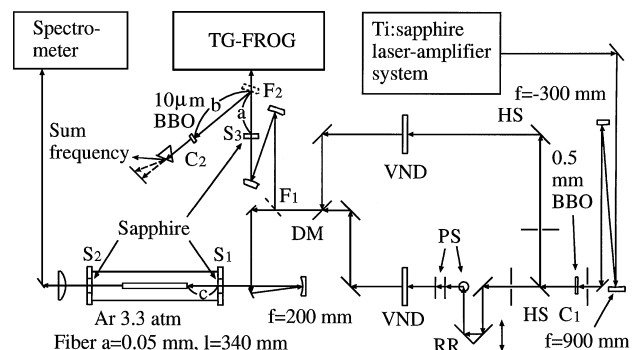 Spectro-
meter
TG-FROG
Ti:sapphire
laser-amplifier
system
10μm
BBO
b
a
F2
S3
C2
Sum
frequency
HS
f=-300 mm
VND
0.5
mm
BBO
F1
DM
Sapphire
S2
S1
c
PS
VND
HS
C1
RR
f=200 mm
f=900 mm
Ar 3.3 atm
Fiber a=0.05 mm, l=340 mm